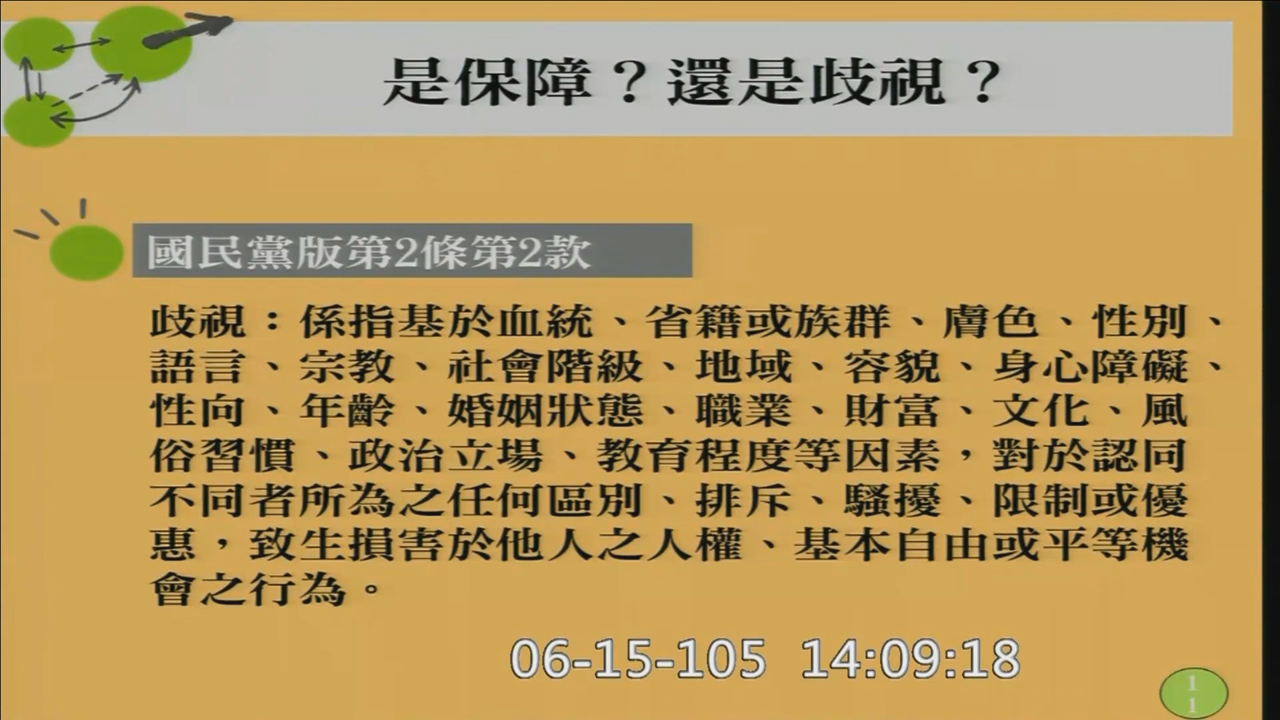 是保障？還是歧視？
國民黨版第2條第2款
歧視：係指基於血統、省籍或族群、膚色、性別、
語言、宗教、社會階級、地域、容貌、身心障礙、
性向、年齡、婚姻狀態、職業、財富、文化、風
俗習慣、政治立場、教育程度等因素，對於認同
不同者所為之任何區別、排斥、騷擾、限制或優
惠，致生損害於他人之人權、基本自由或平等機
會之行為。
06-15-105 14:09:18
1
1